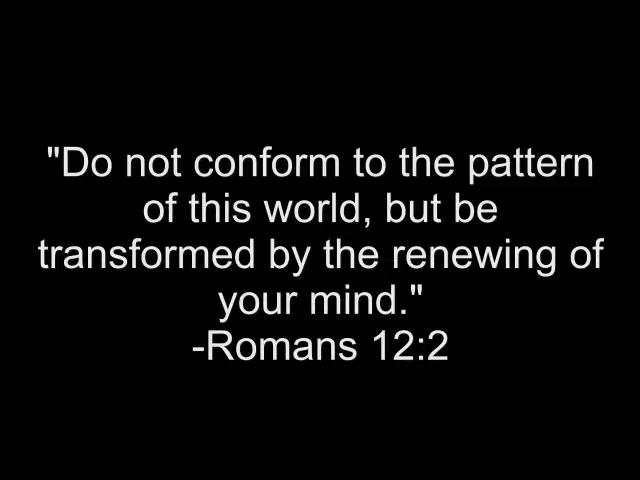 "Do not conform to the pattern
of this world, but be
transformed by the renewing of
your mind."
-Romans 12:2